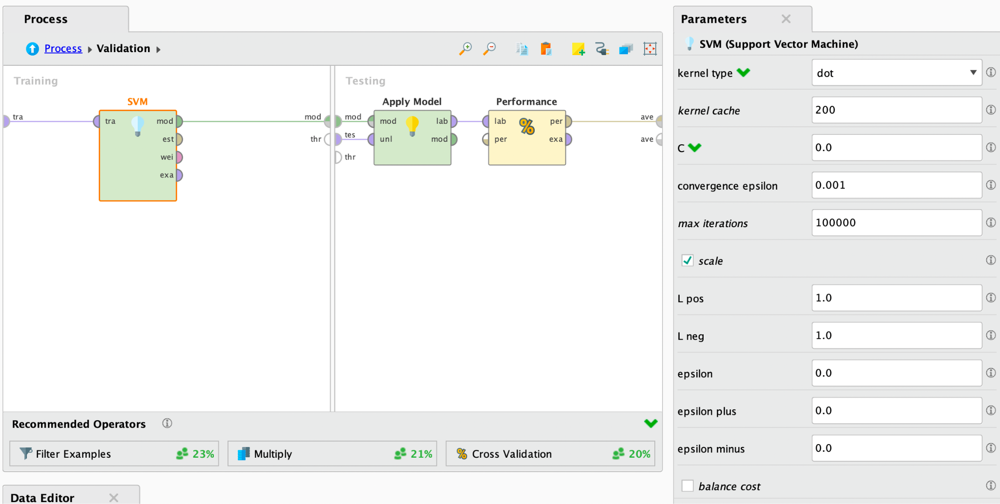 Process
Process Validation
Training
SVM
tra
tra
mod
est
wei
exa
mod
thr
Testing
mod
tes
thr
Apply Model
mod
lab
unl
mod
Performance
lab
per
per
exa
ave
ave
Recommended Operators
Filter Examples 23%
Multiply 21%
% Cross Validation 20%
Data Editor
Parameters
SVM (Support Vector Machine)
kernel type dot
kernel cache 200
C 0.0
convergence epsilon 0.001
max iterations 100000
scale
L pos 1.0
L neg 1.0
epsilon 0.0
epsilon plus 0.0
epsilon minus 0.0
balance cost